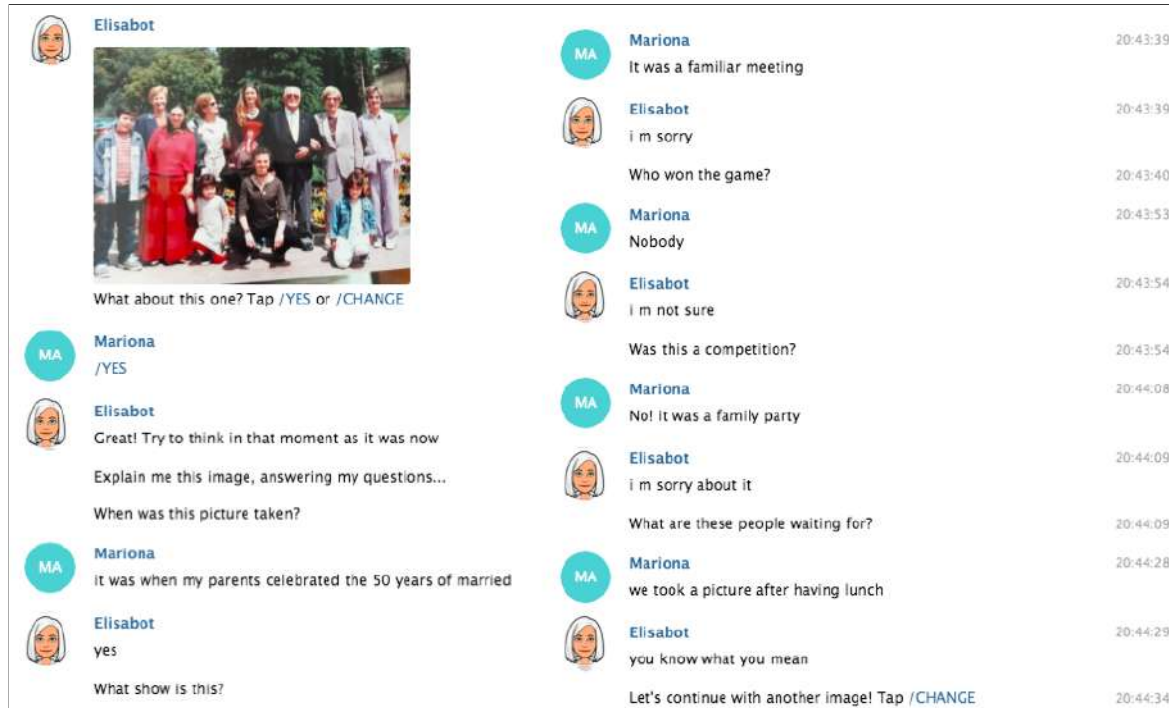 Elisabot
What about this one? Tap /YES or /CHANGE
MA
Mariona
/YES
Elisabot
Great! Try to think in that moment as it was now
Explain me this image, answering my questions...
When was this picture taken?
MA
Mariona
it was when my parents celebrated the 50 years of married
Elisabot
yes
What show is this?
MA
Mariona 20:43:39
It was a familiar meeting
Elisabot 20:43:39
i m sorry
Who won the game? 20:43:40
MA
Mariona 20:43:53
Nobody
Elisabot 20:43:54
i m not sure
Was this a competition? 20:43:54
MA
Mariona 20:44:08
No! It was a family party
Elisabot 20:44:09
i m sorry about it
What are these people waiting for? 20:44:09
MA
Mariona 20:44:28
we took a picture after having lunch
Elisabot 20:44:29
you know what you mean
Let's continue with another image! Tap /CHANGE 20:44:34